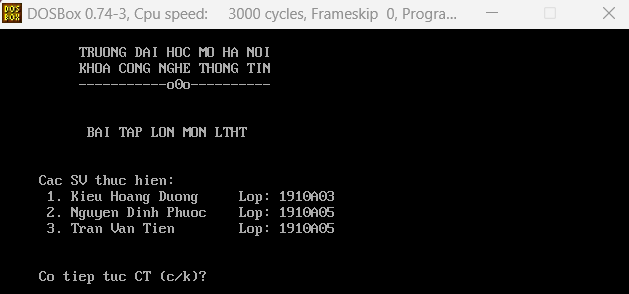 DOS BOX DOSBox 0.74-3, Cpu speed: 3000 cycles, Frameskip 0, Progra...
TRUONG DAI HOC MO HA NOI
KHOA CONG NGHE THONG TIN
-----------o0o----------
BAI TAP LON MON LTHT
Cac SV thuc hien:
1. Kieu Hoang Duong Lop: 1910A03
2. Nguyen Dinh Phuoc Lop: 1910A05
3. Tran Van Tien Lop: 1910A05
Co tiep tuc CT (c/k)?